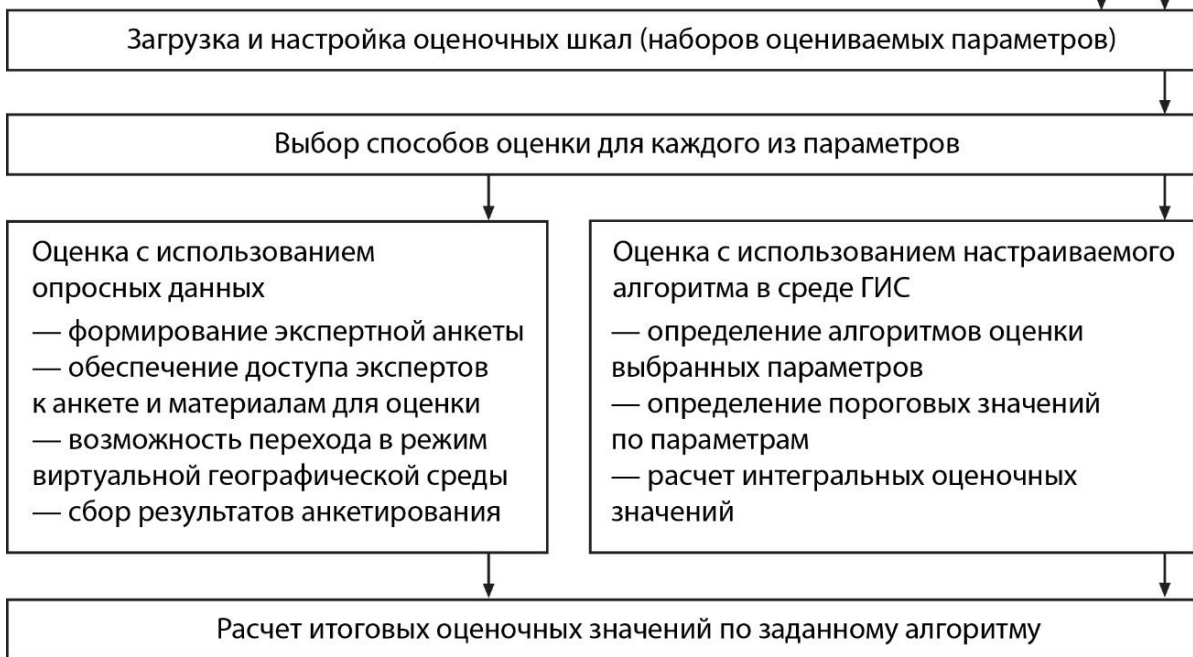 Загрузка и настройка оценочных шкал (наборов оцениваемых параметров)
Выбор способов оценки для каждого из параметров
Оценка с использованием
опросных данных
— формирование экспертной анкеты
— обеспечение доступа экспертов
к анкете и материалам для оценки
— возможность перехода в режим
виртуальной географической среды
— сбор результатов анкетирования
Оценка с использованием настраиваемого
алгоритма в среде ГИС
— определение алгоритмов оценки
выбранных параметров
— определение пороговых значений
по параметрам
— расчет интегральных оценочных
значений
Расчет итоговых оценочных значений по заданному алгоритму